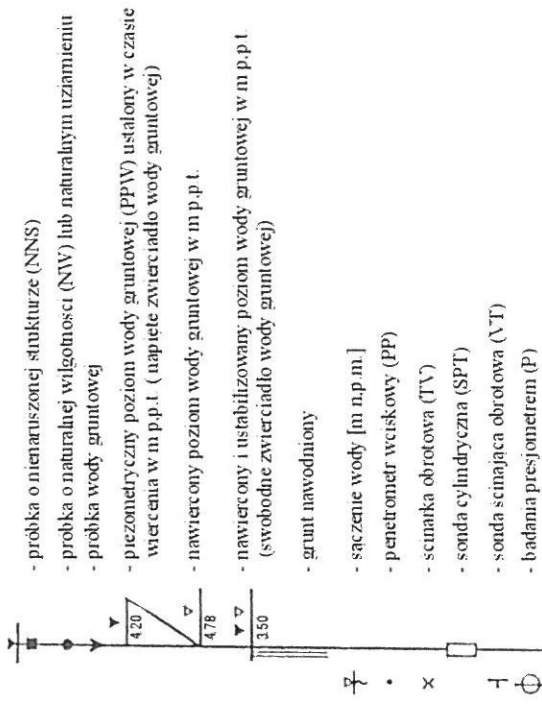 - próbka o nienaruszonej strukturze (NNS)
- próbka o naturalnej wilgotności (NW) lub naturalnym uziarnieniu
- próbka wody gruntowej
- piezometryczny poziom wody gruntowej (PPW) ustalony w czasie
wiercenia w m p.p.t. ( napięte zwierciadło wody gruntowej)
4.20
- nawiercony poziom wody gruntowej w m p.p.t.
4.78
- nawiercony i ustabilizowany poziom wody gruntowej w m p.p.t.
(swobodne zwierciadło wody gruntowej)
3.50
- grunt nawodniony
- sączenie wody [m n.p.m.]
- penetrometr wciskowy (PP)
- ścinarka obrotowa (TV)
- sonda cylindryczna (SPT)
- sonda ścinająca obrotowa (VT)
- badania presjometrem (P)